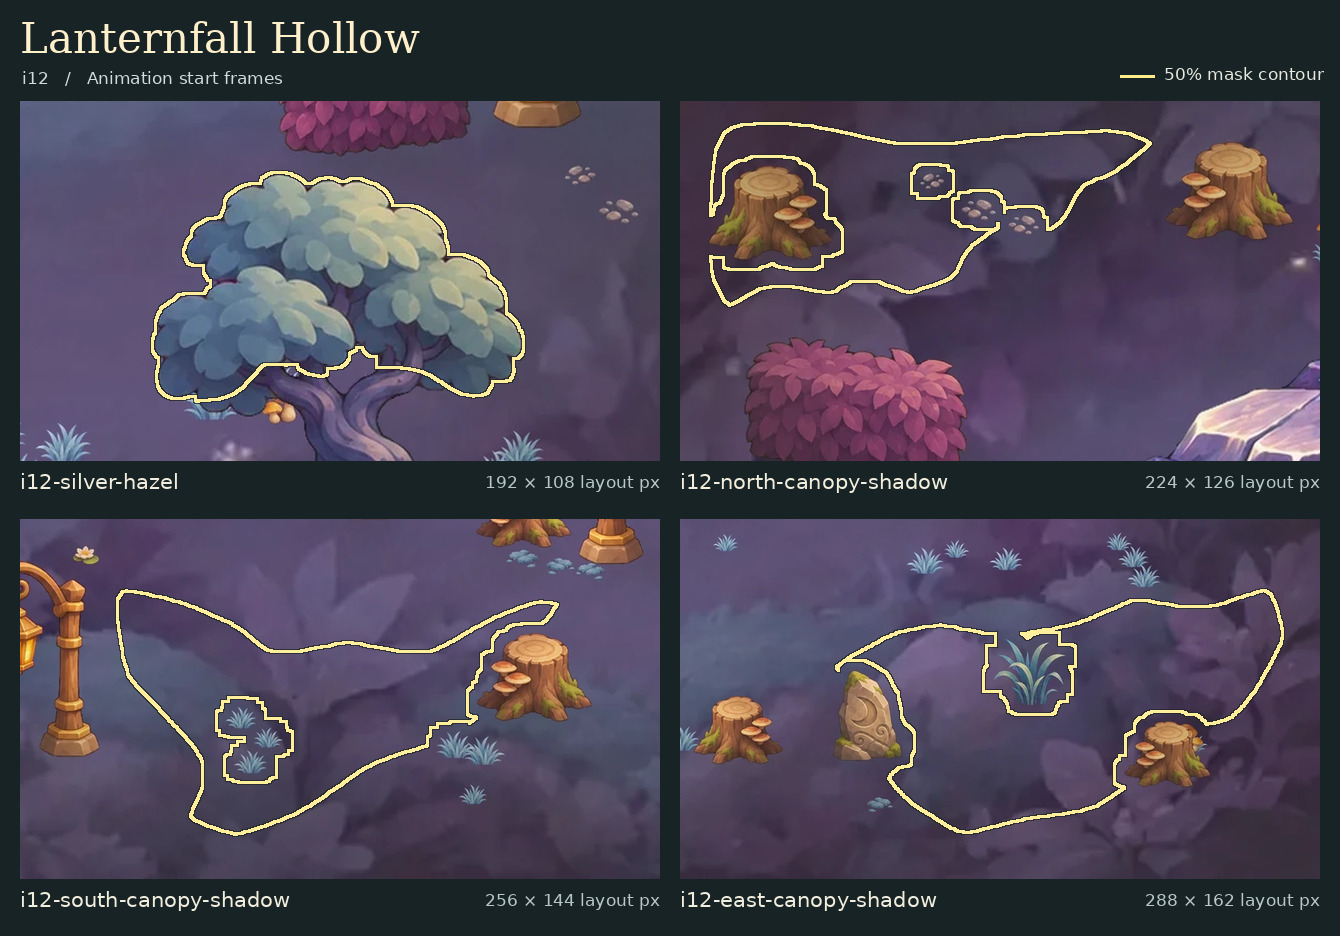 Lanternfall Hollow
i12 / Animation start frames
50% mask contour
i12-silver-hazel
192 × 108 layout px
i12-north-canopy-shadow
224 × 126 layout px
i12-south-canopy-shadow
256 × 144 layout px
i12-east-canopy-shadow
288 × 162 layout px